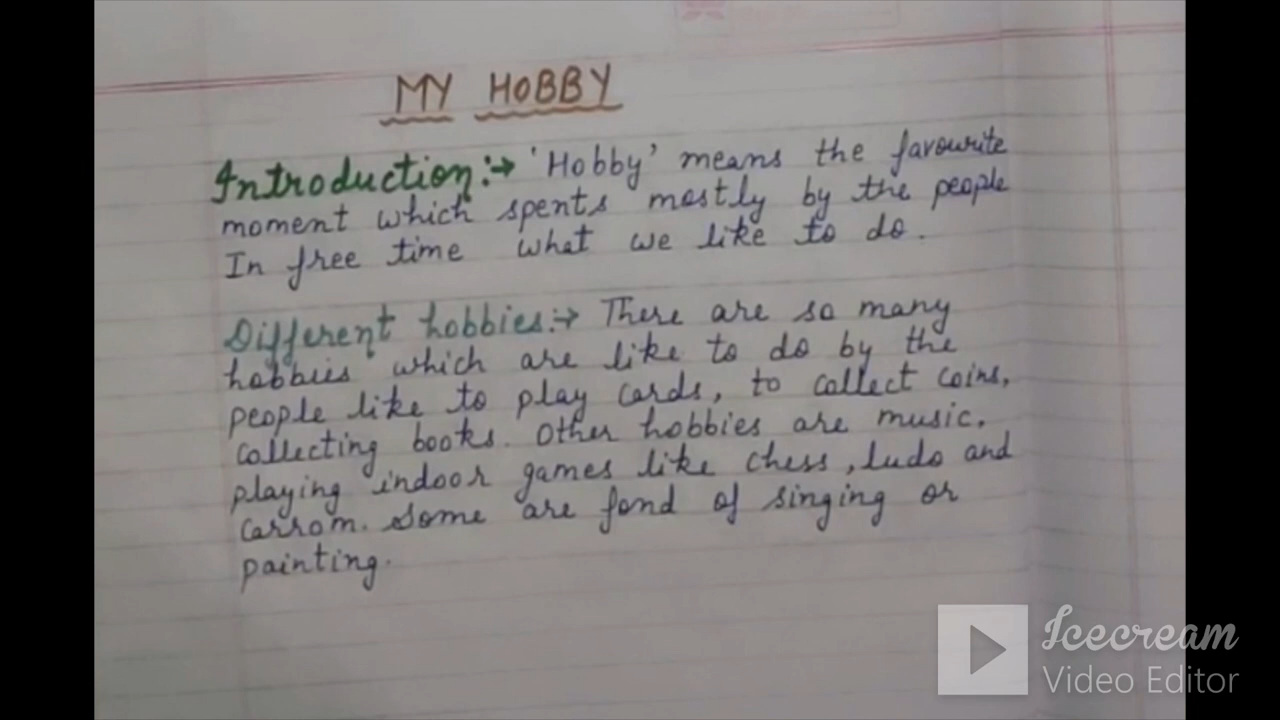 MY HOBBY
Introduction:→ 'Hobby' means the favourite
moment which spents mostly by the people
In free time what we like to do.
Different hobbies:→ There are so many
hobbies which are like to do by the
people like to play cards, to collect coins,
collecting books. Other hobbies are music,
playing indoor games like chess, ludo and
carrom. Some are fond of singing or
painting.
Icecream
Video Editor